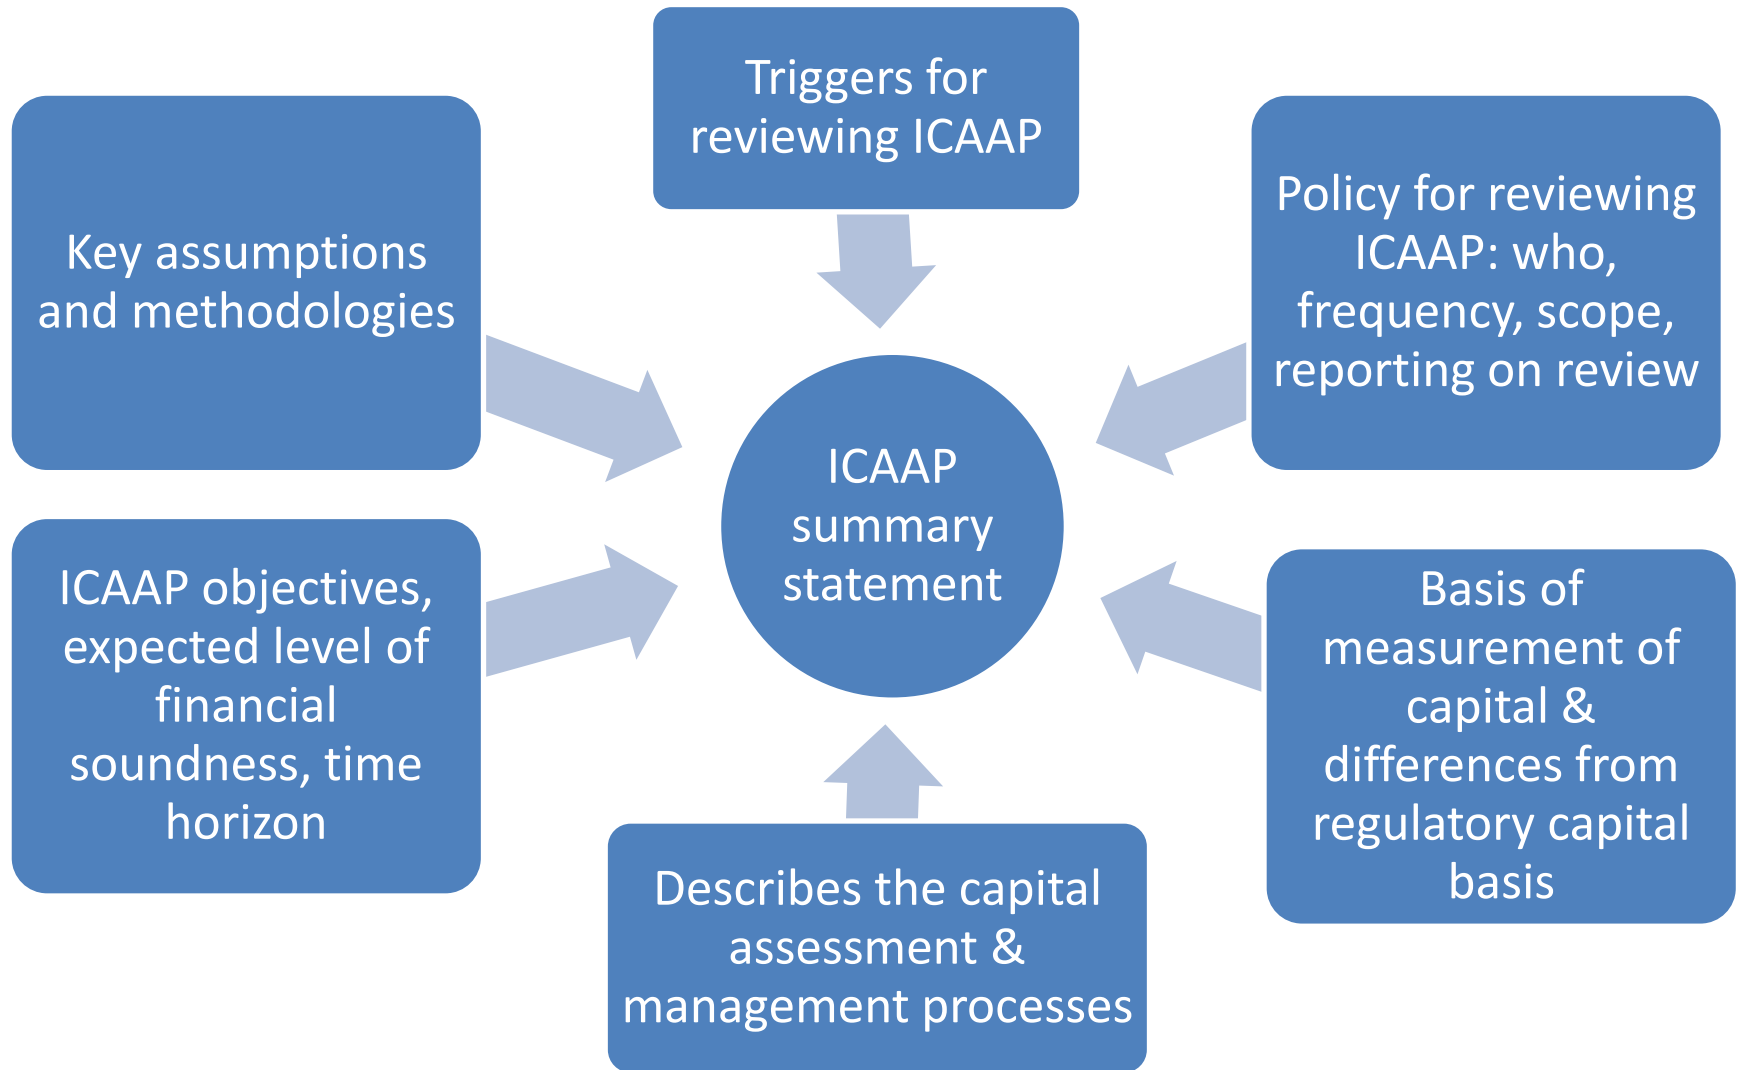 Triggers for
reviewing ICAAP
Key assumptions
and methodologies
Policy for reviewing
ICAAP: who,
frequency, scope,
reporting on review
ICAAP
summary
statement
ICAAP objectives,
expected level of
financial
soundness, time
horizon
Basis of
measurement of
capital &
differences from
regulatory capital
basis
Describes the capital
assessment &
management processes